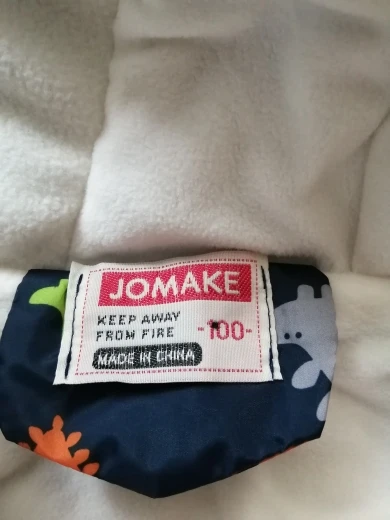 JOMAKE
KEEP AWAY
FROM FIRE
-100-
MADE IN CHINA